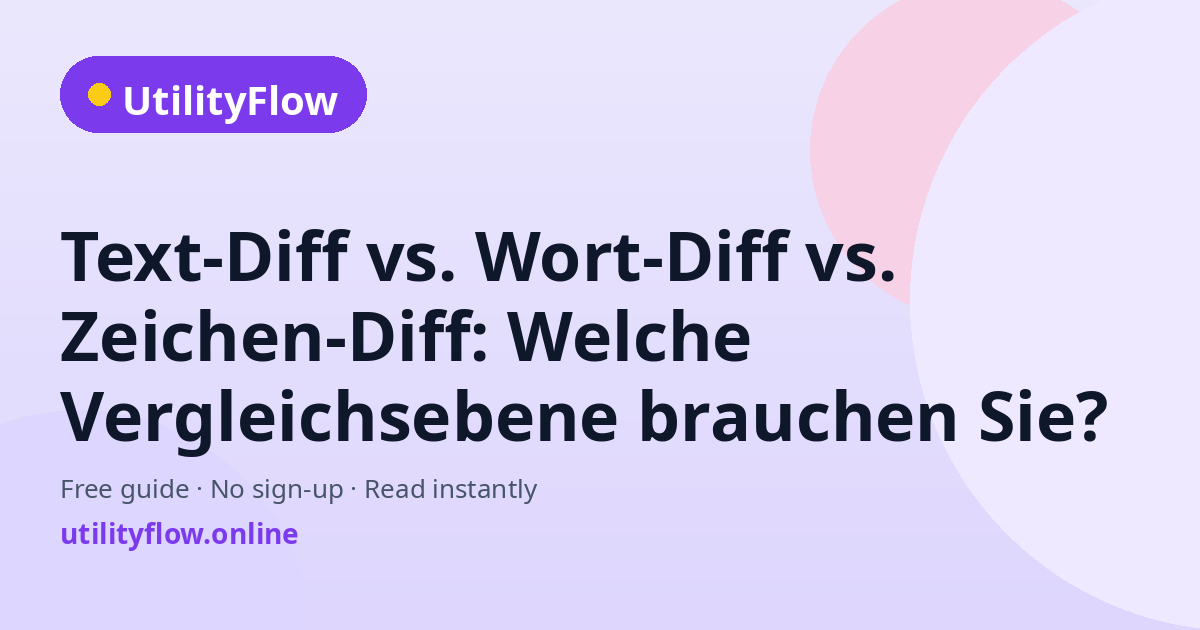 UtilityFlow
Text-Diff vs. Wort-Diff vs.
Zeichen-Diff: Welche
Vergleichsebene brauchen Sie?
Free guide · No sign-up · Read instantly
utilityflow.online